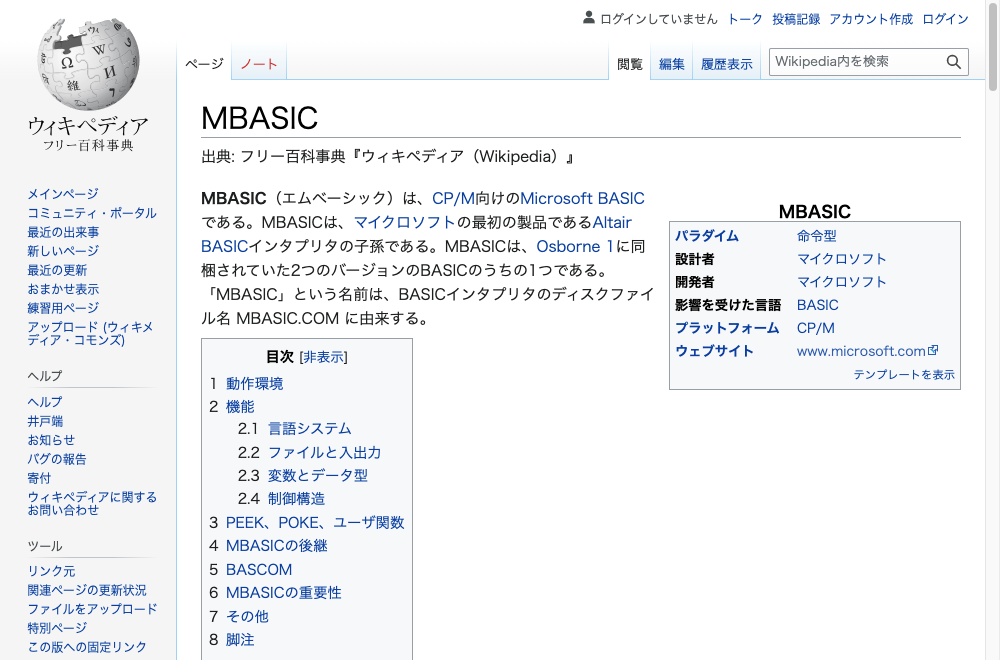 ログインしていません トーク 投稿記録 アカウント作成 ログイン
ページ ノート 閲覧 編集 履歴表示 Wikipedia内を検索
ウィキペディア
フリー百科事典
メインページ
コミュニティ・ポータル
最近の出来事
新しいページ
最近の更新
おまかせ表示
練習用ページ
アップロード (ウィキメ
ディア・コモンズ)
ヘルプ
ヘルプ
井戸端
お知らせ
バグの報告
寄付
ウィキペディアに関する
お問い合わせ
ツール
リンク元
関連ページの更新状況
ファイルをアップロード
特別ページ
この版への固定リンク
MBASIC
出典: フリー百科事典『ウィキペディア（Wikipedia）』
MBASIC（エムベーシック）は、CP/M向けのMicrosoft BASIC
である。MBASICは、マイクロソフトの最初の製品であるAltair
BASICインタプリタの子孫である。MBASICは、Osborne 1に同
梱されていた2つのバージョンのBASICのうちの1つである。
「MBASIC」という名前は、BASICインタプリタのディスクファイ
ル名 MBASIC.COM に由来する。
MBASIC
パラダイム 命令型
設計者 マイクロソフト
開発者 マイクロソフト
影響を受けた言語 BASIC
プラットフォーム CP/M
ウェブサイト www.microsoft.com
テンプレートを表示
目次 [非表示]
1 動作環境
2 機能
2.1 言語システム
2.2 ファイルと入出力
2.3 変数とデータ型
2.4 制御構造
3 PEEK、POKE、ユーザ関数
4 MBASICの後継
5 BASCOM
6 MBASICの重要性
7 その他
8 脚注